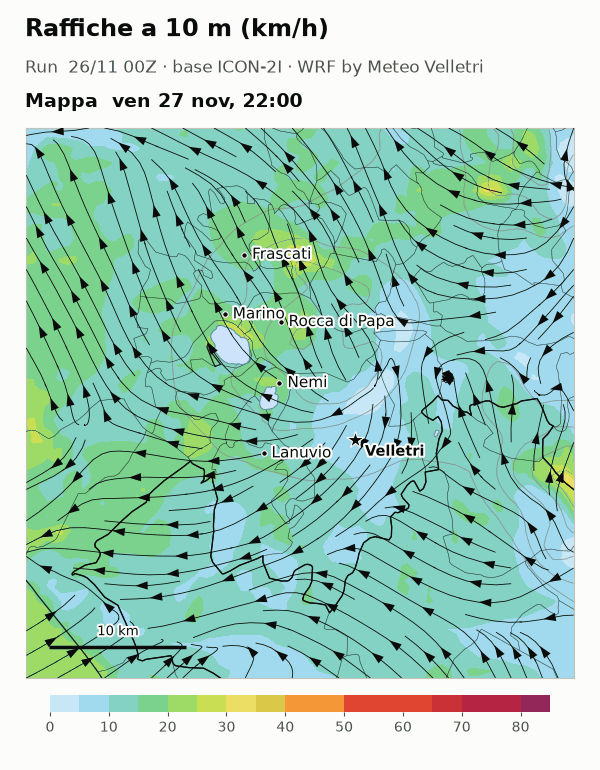 Raffiche a 10 m (km/h)
Run  26/11 00Z · base ICON-2I · WRF by Meteo Velletri
Mappa  ven 27 nov, 22:00
Frascati
Marino
Rocca di Papa
Nemi
Velletri
Lanuvio
10 km
0 10 20 30 40 50 60 70 80